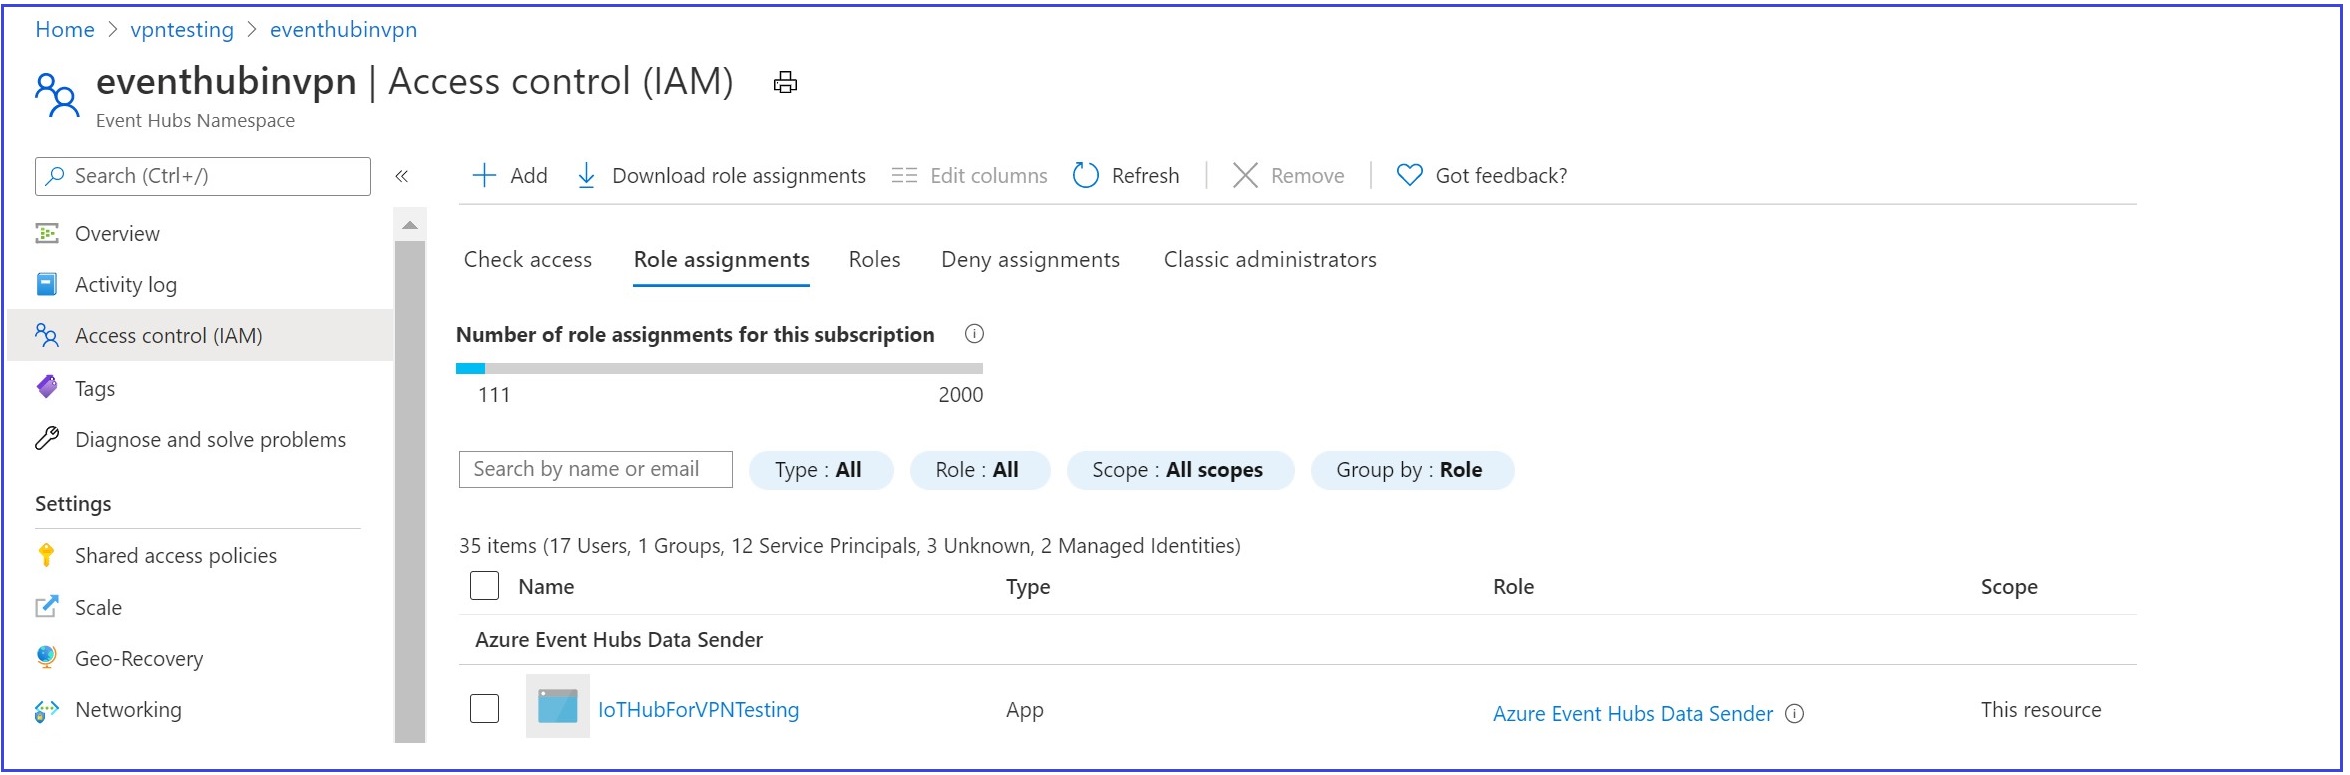 Home > vpntesting > eventhubinvpn
eventhubinvpn | Access control (IAM)
Event Hubs Namespace
Search (Ctrl+/)
«
Overview
Activity log
Access control (IAM)
Tags
Diagnose and solve problems
Settings
Shared access policies
Scale
Geo-Recovery
Networking
Add Download role assignments Edit columns Refresh Remove Got feedback?
Check access Role assignments Roles Deny assignments Classic administrators
Number of role assignments for this subscription
111 2000
Search by name or email Type : All Role : All Scope : All scopes Group by : Role
35 items (17 Users, 1 Groups, 12 Service Principals, 3 Unknown, 2 Managed Identities)
Name Type Role Scope
Azure Event Hubs Data Sender
IoTHubForVPNTesting App Azure Event Hubs Data Sender This resource